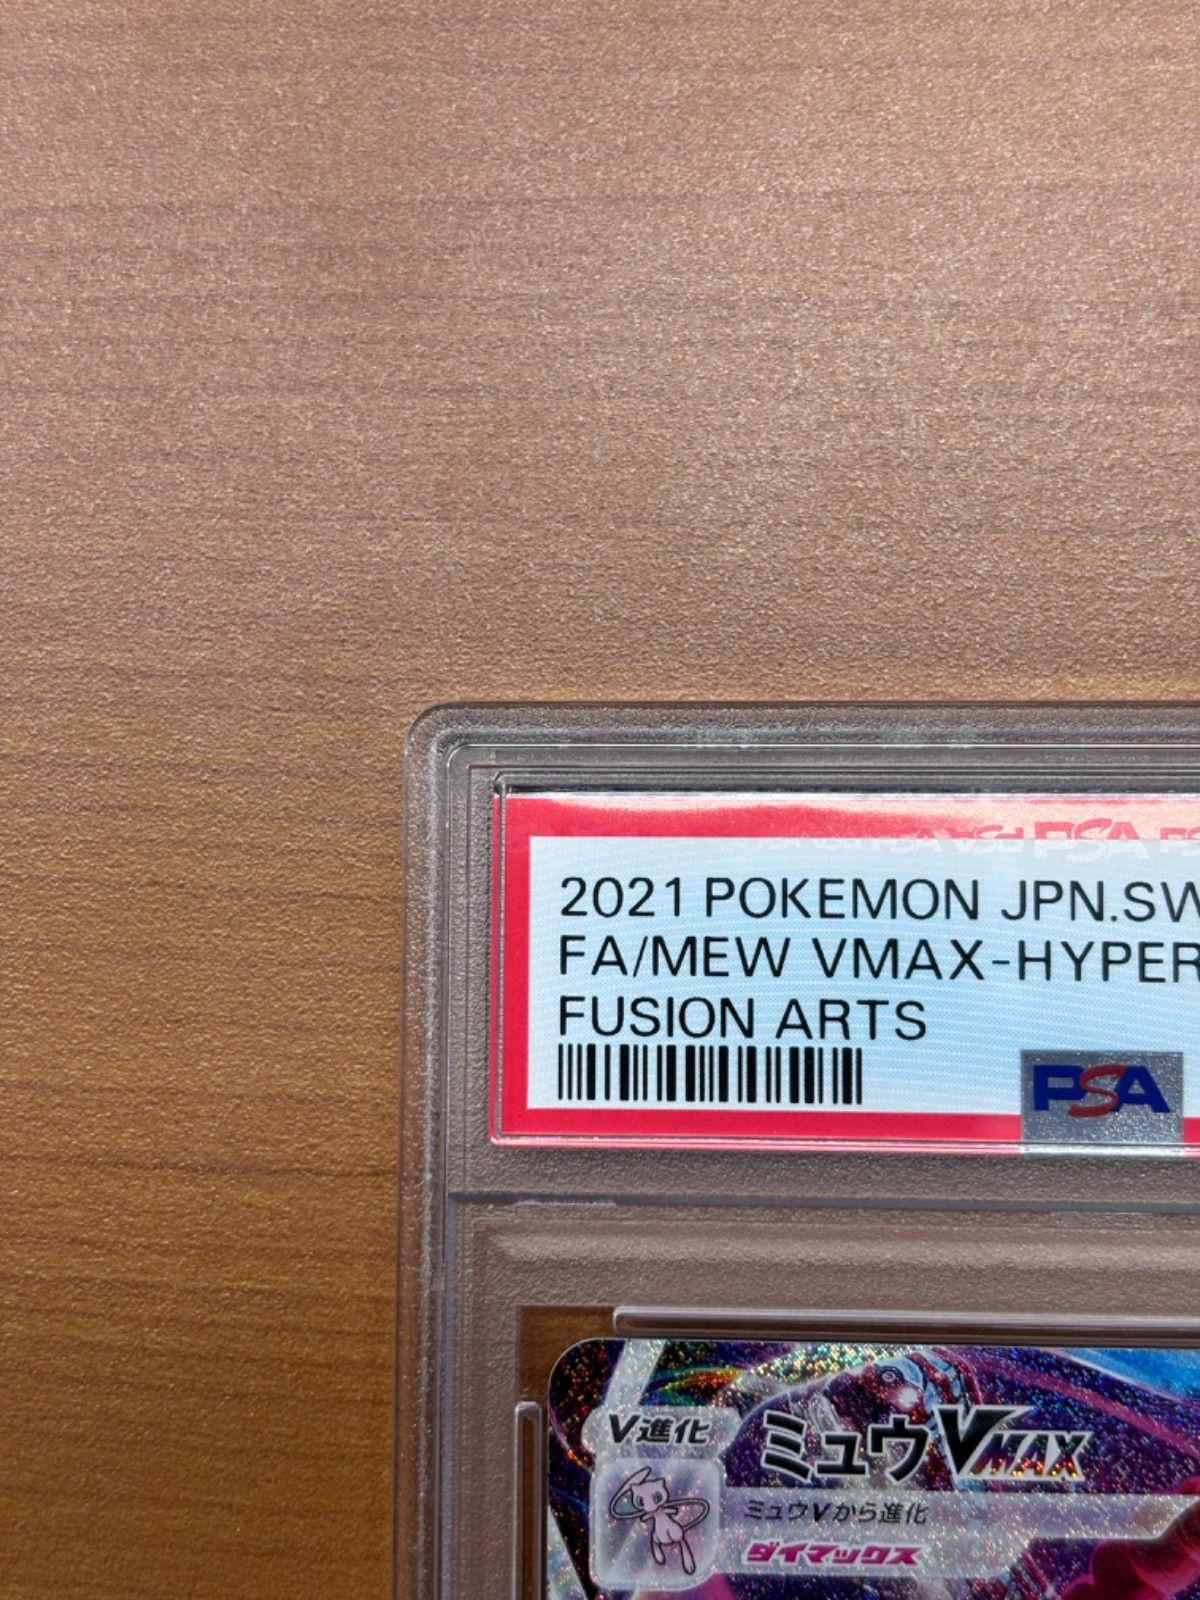 2021 POKEMON JPN.SW
FA/MEW VMAX-HYPER
FUSION ARTS
PSA
V進化
ミュウVMAX
ミュウVから進化
ダイマックス